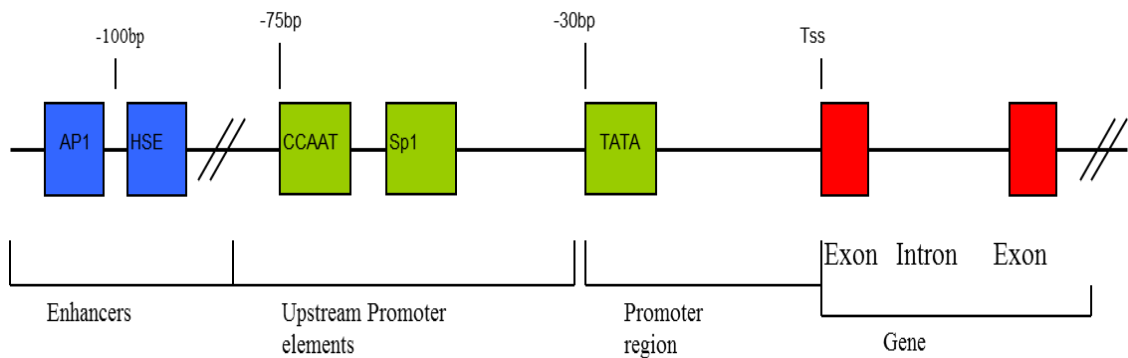 -100bp
-75bp
-30bp
Tss
AP1
HSE
CCAAT
Sp1
TATA
Exon
Intron
Exon
Enhancers
Upstream Promoter
elements
Promoter
region
Gene